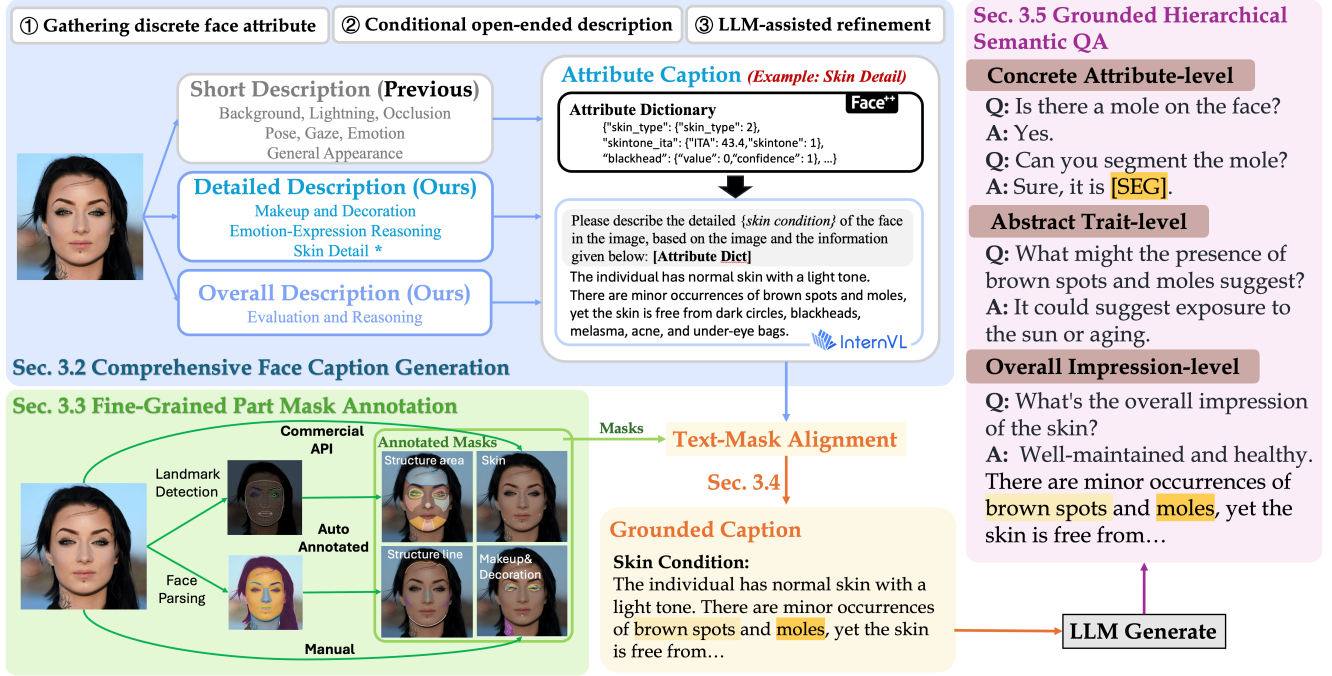 ① Gathering discrete face attribute
② Conditional open-ended description
③ LLM-assisted refinement
Short Description (Previous)
Background, Lightning, Occlusion
Pose, Gaze, Emotion
General Appearance
Detailed Description (Ours)
Makeup and Decoration
Emotion-Expression Reasoning
Skin Detail *
Overall Description (Ours)
Evaluation and Reasoning
Attribute Caption (Example: Skin Detail)
Face++
Attribute Dictionary
{"skin_type": {"skin_type": 2},
"skintone_ita": {"ITA": 43.4,"skintone": 1},
"blackhead": {"value": 0,"confidence": 1}, ...}
Please describe the detailed {skin condition} of the face
in the image, based on the image and the information
given below: [Attribute Dict]
The individual has normal skin with a light tone.
There are minor occurrences of brown spots and moles,
yet the skin is free from dark circles, blackheads,
melasma, acne, and under-eye bags.
InternVL
Sec. 3.2 Comprehensive Face Caption Generation
Sec. 3.3 Fine-Grained Part Mask Annotation
Commercial
API
Landmark
Detection
Auto
Annotated
Face
Parsing
Manual
Annotated Masks
Structure area
Skin
Structure line
Makeup&
Decoration
Masks
Text-Mask Alignment
Sec. 3.4
Grounded Caption
Skin Condition:
The individual has normal skin with a
light tone. There are minor occurrences
of brown spots and moles, yet the skin
is free from…
LLM Generate
Sec. 3.5 Grounded Hierarchical
Semantic QA
Concrete Attribute-level
Q: Is there a mole on the face?
A: Yes.
Q: Can you segment the mole?
A: Sure, it is [SEG].
Abstract Trait-level
Q: What might the presence of
brown spots and moles suggest?
A: It could suggest exposure to
the sun or aging.
Overall Impression-level
Q: What's the overall impression
of the skin?
A: Well-maintained and healthy.
There are minor occurrences of
brown spots and moles, yet the
skin is free from…